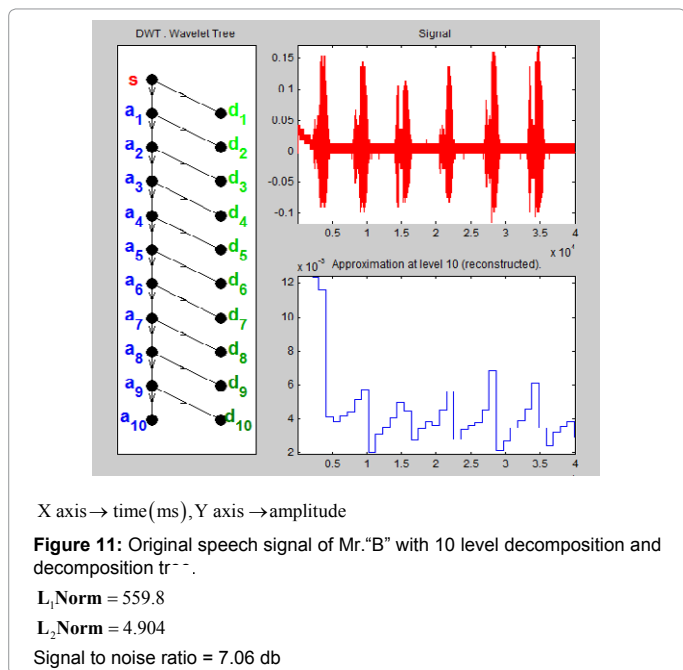 DWT : Wavelet Tree
s
a1 d1
a2 d2
a3 d3
a4 d4
a5 d5
a6 d6
a7 d7
a8 d8
a9 d9
a10 d10
Signal
0.15
0.1
0.05
0
-0.05
-0.1
0.5 1 1.5 2 2.5 3 3.5 4
x 10^4
x 10^-3 Approximation at level 10 (reconstructed).
12
10
8
6
4
2
0.5 1 1.5 2 2.5 3 3.5 4
X axis → time(ms), Y axis → amplitude
Figure 11: Original speech signal of Mr.“B” with 10 level decomposition and
decomposition
L1Norm = 559.8
L2Norm = 4.904
Signal to noise ratio = 7.06 db